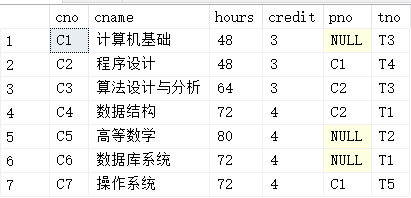 cno cname hours credit pno tno
1 C1 计算机基础 48 3 NULL T3
2 C2 程序设计 48 3 C1 T4
3 C3 算法设计与分析 64 3 C2 T3
4 C4 数据结构 72 4 C2 T1
5 C5 高等数学 80 4 NULL T2
6 C6 数据库系统 72 4 NULL T1
7 C7 操作系统 72 4 C1 T5